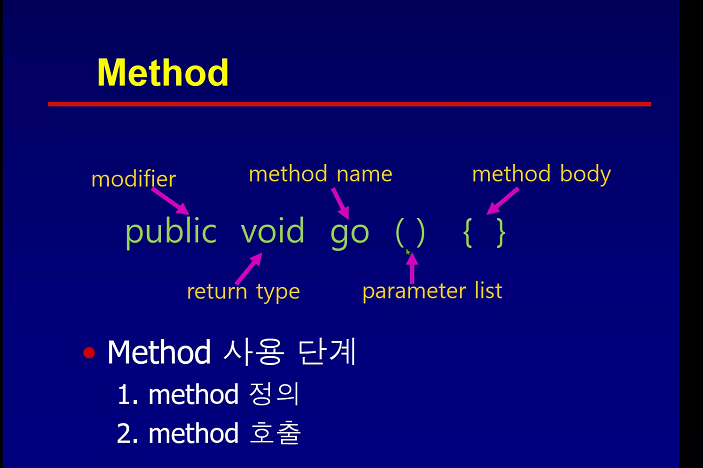 Method
modifier method name method body
public void go ( ) { }
return type parameter list
• Method 사용 단계
1. method 정의
2. method 호출